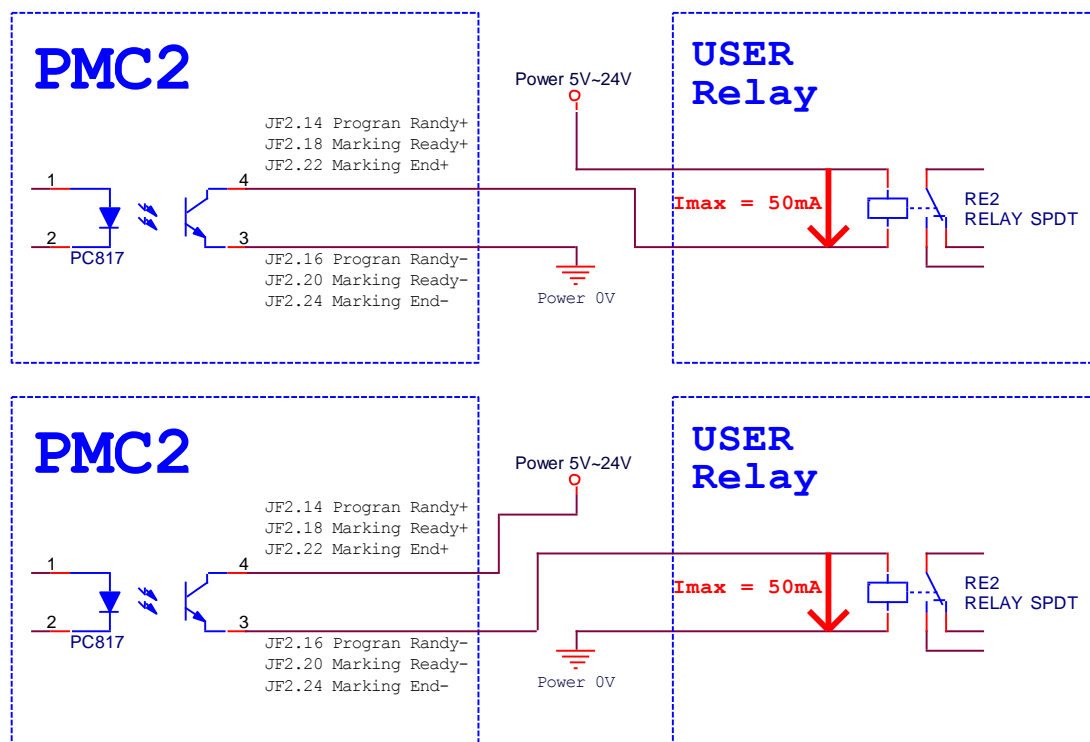 PMC2
USER
Relay
Power 5V~24V
JF2.14 Progran Randy+
JF2.18 Marking Ready+
JF2.22 Marking End+
1
4
Imax = 50mA
RE2
RELAY SPDT
2
3
PC817
JF2.16 Progran Randy-
JF2.20 Marking Ready-
JF2.24 Marking End-
Power 0V
PMC2
USER
Relay
Power 5V~24V
JF2.14 Progran Randy+
JF2.18 Marking Ready+
JF2.22 Marking End+
1
4
Imax = 50mA
RE2
RELAY SPDT
2
3
PC817
JF2.16 Progran Randy-
JF2.20 Marking Ready-
JF2.24 Marking End-
Power 0V